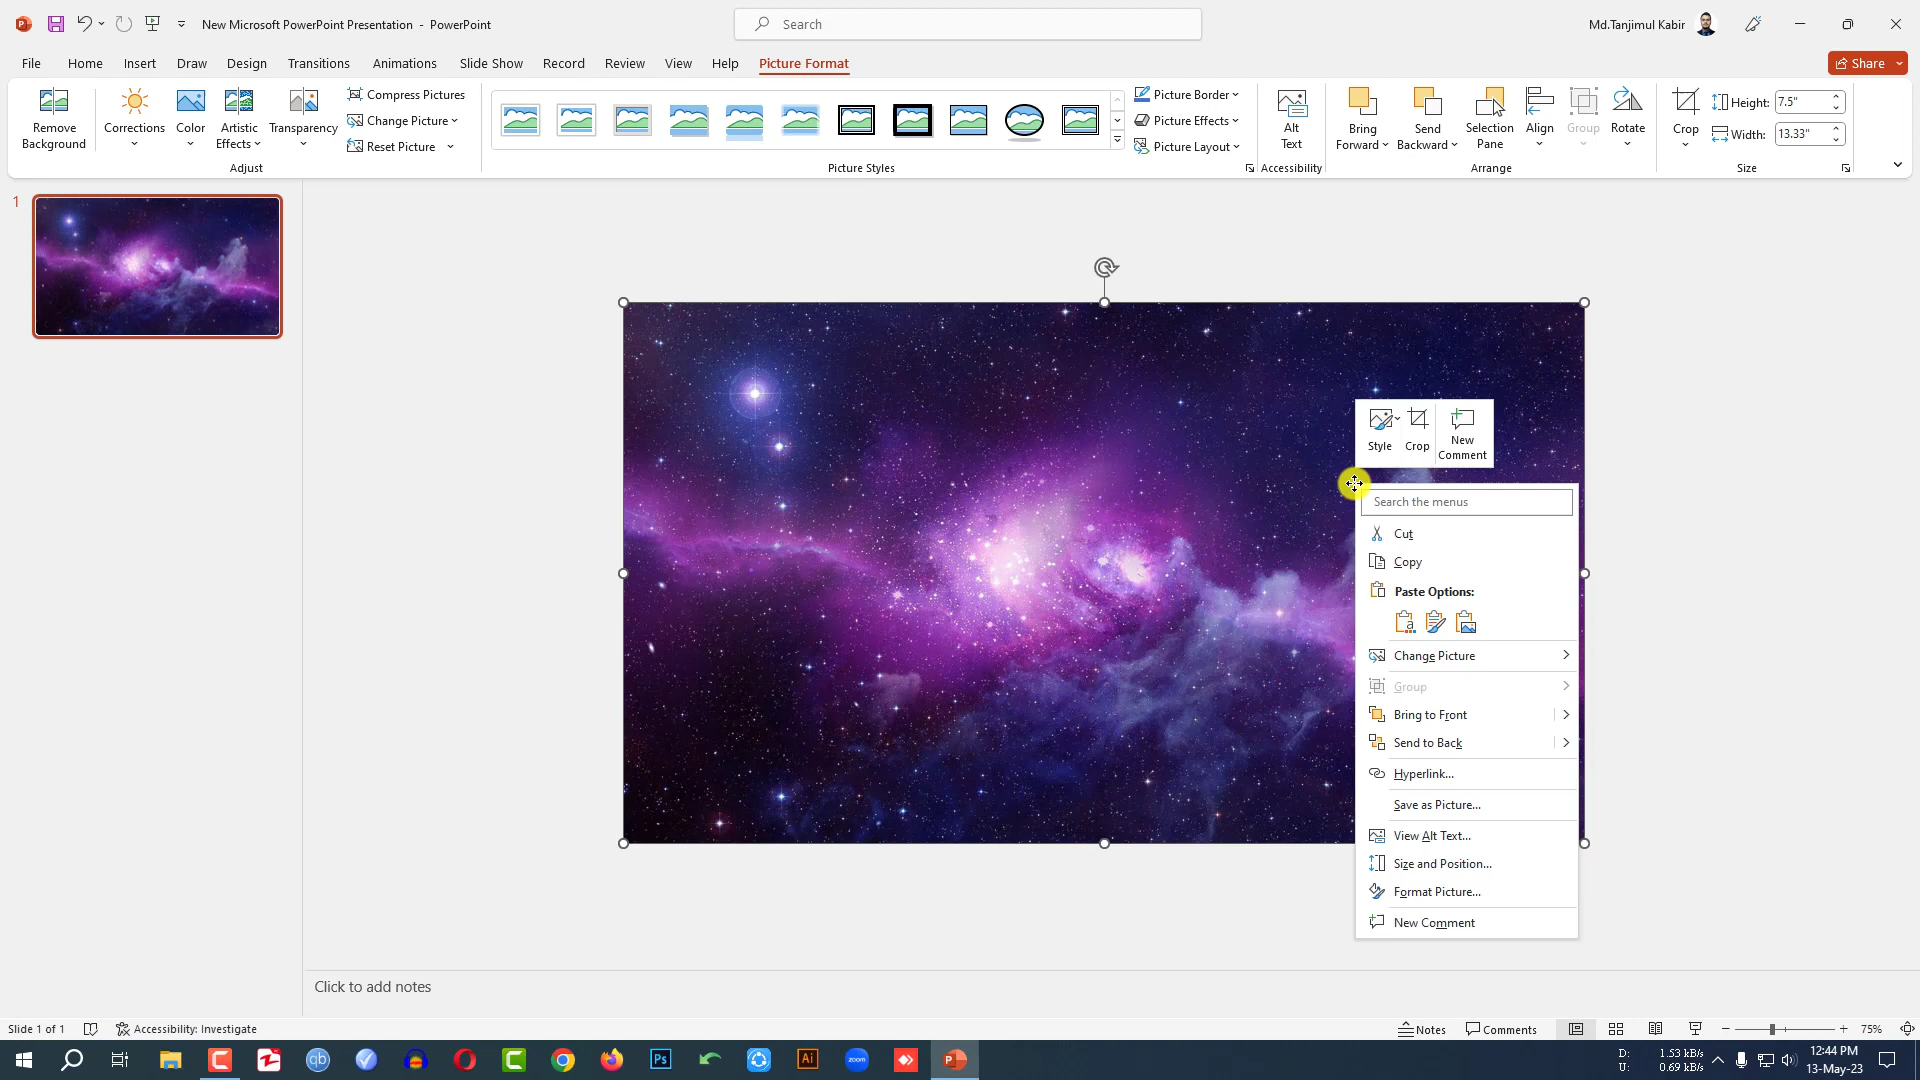 New Microsoft PowerPoint Presentation - PowerPoint
Search
Md.Tanjimul Kabir
File
Home
Insert
Draw
Design
Transitions
Animations
Slide Show
Record
Review
View
Help
Picture Format
Share
Remove
Background
Corrections
Color
Artistic
Effects
Transparency
Compress Pictures
Change Picture
Reset Picture
Adjust
Picture Styles
Picture Border
Picture Effects
Picture Layout
Alt
Text
Accessibility
Bring
Forward
Send
Backward
Selection
Pane
Align
Group
Rotate
Arrange
Crop
Height: 7.5"
Width: 13.33"
Size
1
Style
Crop
New
Comment
Search the menus
Cut
Copy
Paste Options:
Change Picture
Group
Bring to Front
Send to Back
Hyperlink...
Save as Picture...
View Alt Text...
Size and Position...
Format Picture...
New Comment
Click to add notes
Slide 1 of 1
Accessibility: Investigate
Notes
Comments
75%
qb
Ps
Ai
zoom
D: 1.53 kB/s
U: 0.69 kB/s
12:44 PM
13-May-23